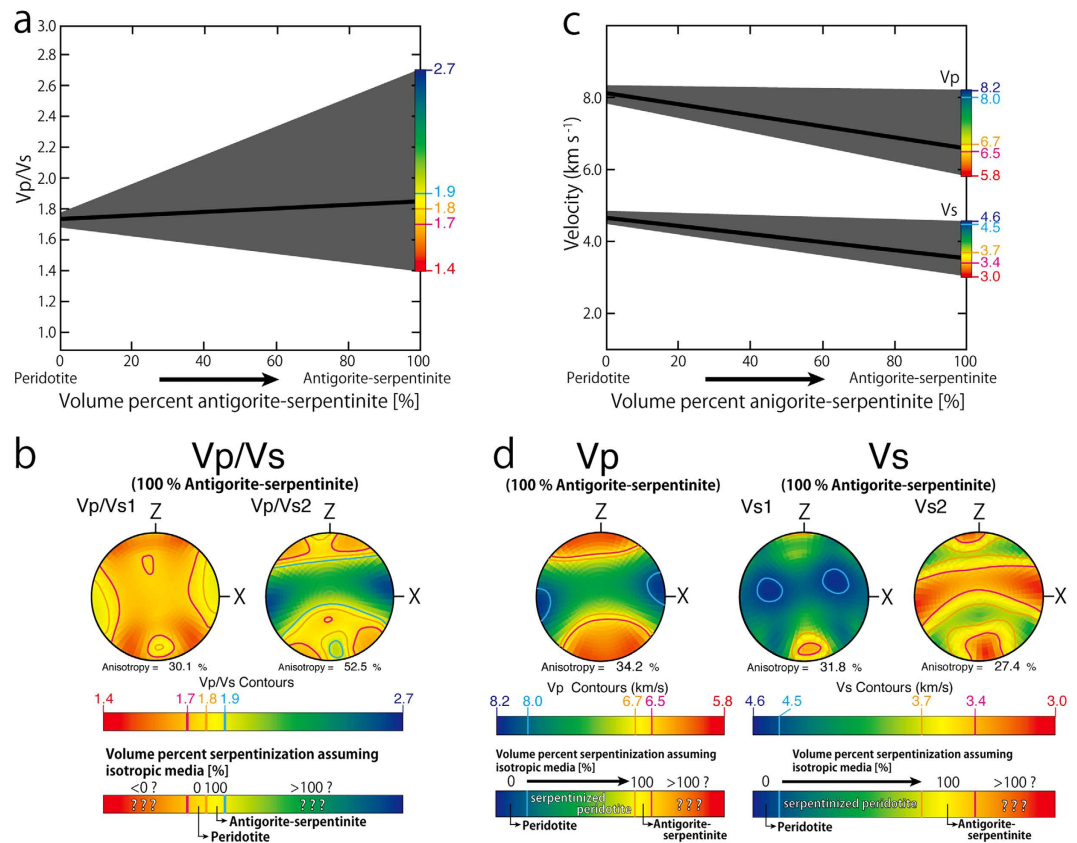 a
3.0
2.8
2.6
2.4
2.2
2.0
1.8
1.6
1.4
1.2
1.0
Vp/Vs
2.7
1.9
1.8
1.7
1.4
0 20 40 60 80 100
Peridotite Antigorite-serpentinite
Volume percent antigorite-serpentinite [%]
c
8.0
6.0
4.0
2.0
Velocity (km s⁻¹)
Vp
8.2
8.0
6.7
6.5
5.8
Vs
4.6
4.5
3.7
3.4
3.0
0 20 40 60 80 100
Peridotite Antigorite-serpentinite
Volume percent anigorite-serpentinite [%]
b
Vp/Vs
(100 % Antigorite-serpentinite)
Vp/Vs1 Vp/Vs2
Z Z
X X
Anisotropy = 30.1 % Anisotropy = 52.5 %
Vp/Vs Contours
1.4 1.7 1.8 1.9 2.7
Volume percent serpentinization assuming
isotropic media [%]
<0 ? 0 100 >100 ?
? ? ? ? ? ?
Antigorite-serpentinite
Peridotite
d
Vp
(100 % Antigorite-serpentinite)
Z
X
Anisotropy = 34.2 %
Vp Contours (km/s)
8.2 8.0 6.7 6.5 5.8
Volume percent serpentinization assuming
isotropic media [%]
0 100 >100 ?
serpentinized
peridotite
? ? ?
Peridotite
Antigorite-
serpentinite
Vs
(100 % Antigorite-serpentinite)
Vs1 Vs2
Z Z
X X
Anisotropy = 31.8 % Anisotropy = 27.4 %
Vs Contours (km/s)
4.6 4.5 3.7 3.4 3.0
Volume percent serpentinization assuming
isotropic media [%]
0 100 >100 ?
serpentinized peridotite ? ? ?
Peridotite
Antigorite-
serpentinite